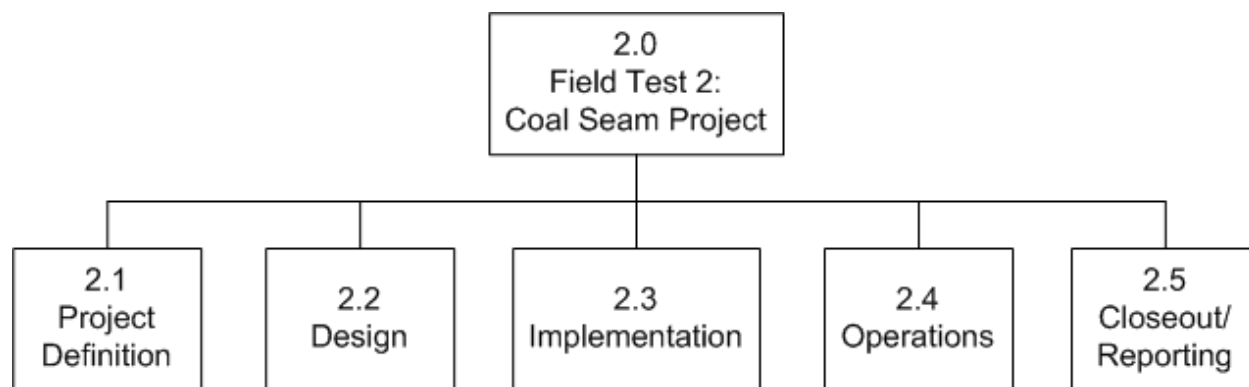 2.0
Field Test 2:
Coal Seam Project
2.1
Project
Definition
2.2
Design
2.3
Implementation
2.4
Operations
2.5
Closeout/
Reporting